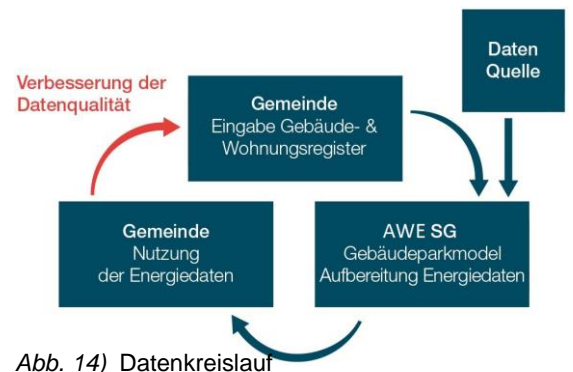 Daten
Quelle
Verbesserung der
Datenqualität
Gemeinde
Eingabe Gebäude- &
Wohnungsregister
Gemeinde
Nutzung
der Energiedaten
AWE SG
Gebäudeparkmodel
Aufbereitung Energiedaten
Abb. 14) Datenkreislauf